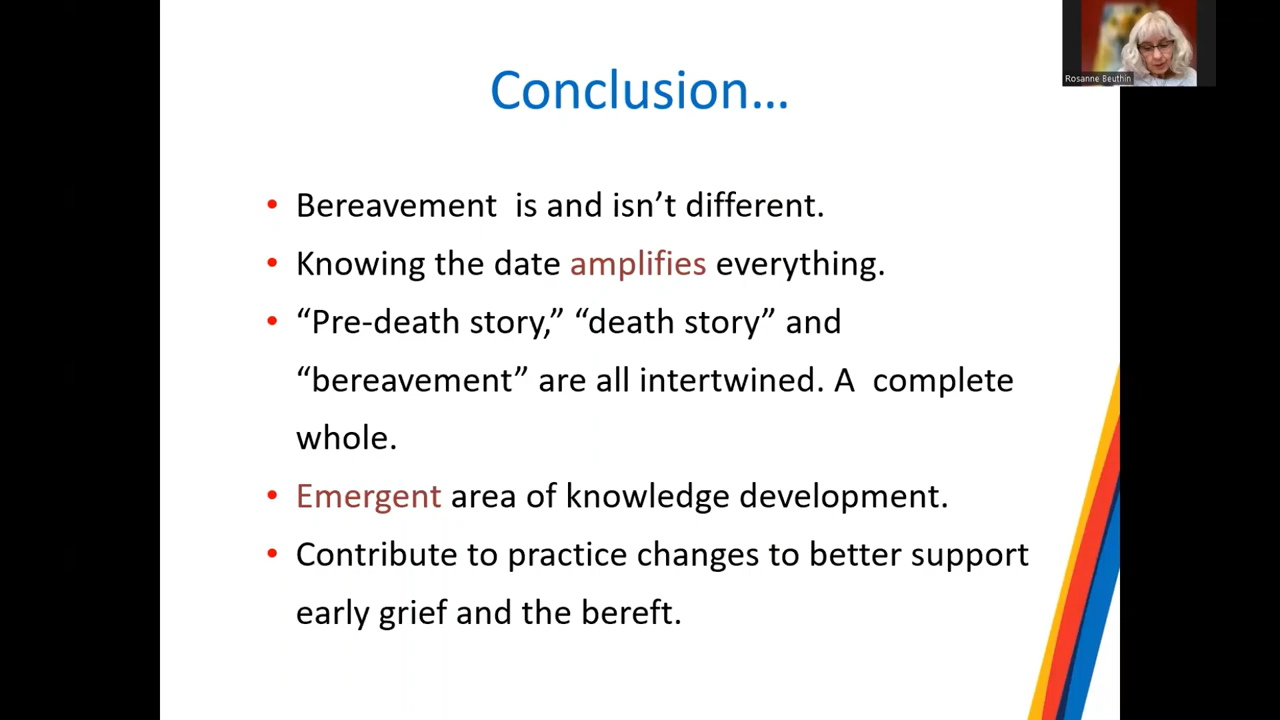 Conclusion...
Rosanne Beuthin
• Bereavement is and isn’t different.
• Knowing the date amplifies everything.
• “Pre-death story,” “death story” and
“bereavement” are all intertwined. A complete
whole.
• Emergent area of knowledge development.
• Contribute to practice changes to better support
early grief and the bereft.